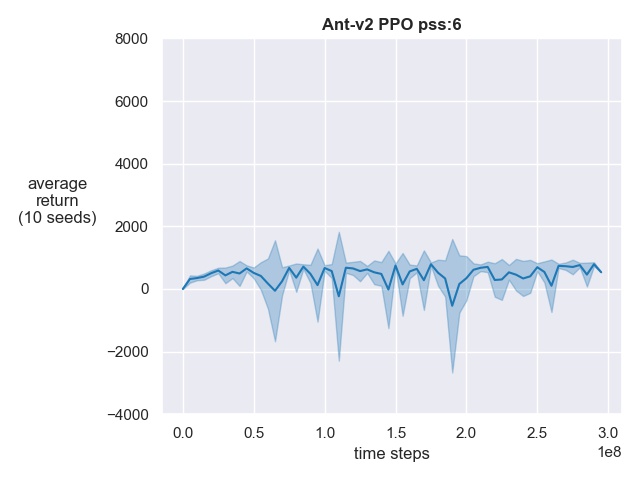 Ant-v2 PPO pss:6
8000
6000
4000
2000
0
−2000
−4000
average
return
(10 seeds)
0.0 0.5 1.0 1.5 2.0 2.5 3.0
1e8
time steps